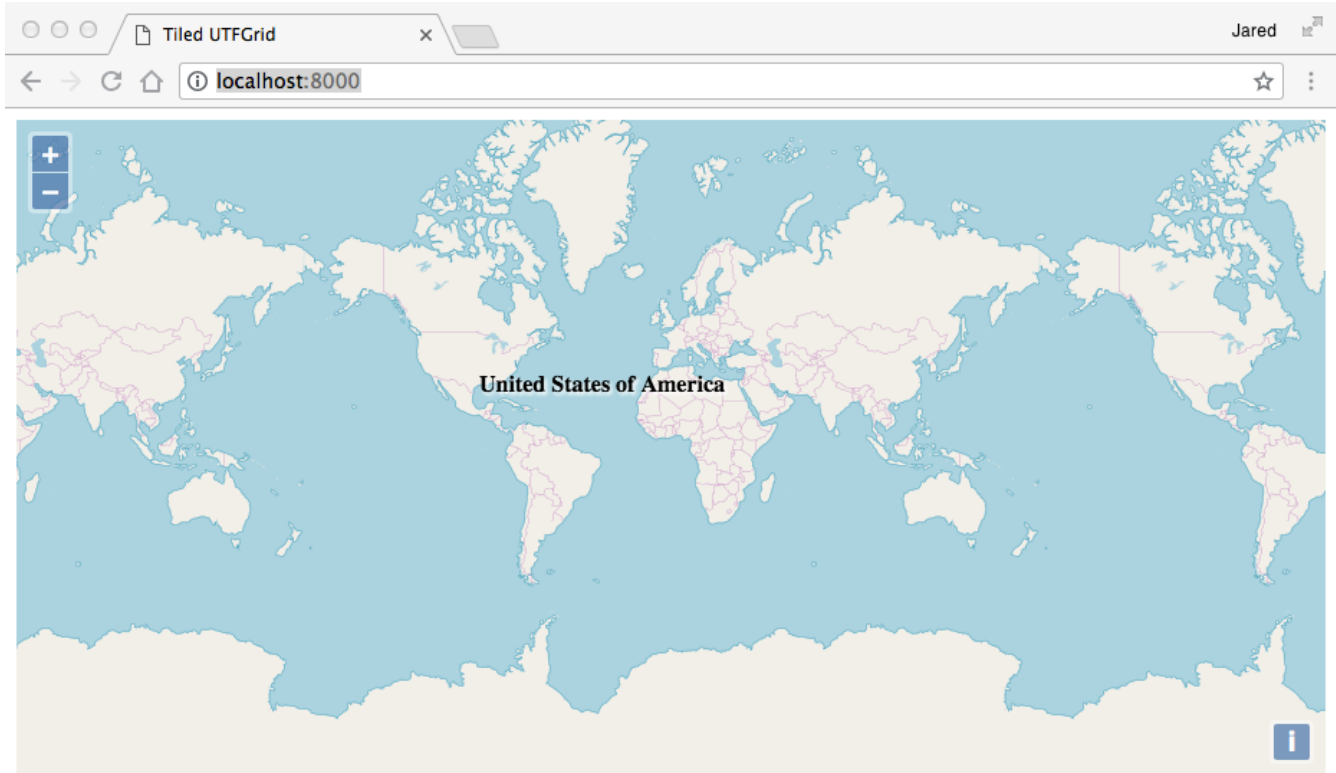 Tiled UTFGrid
Jared
localhost:8000
+
−
United States of America
i